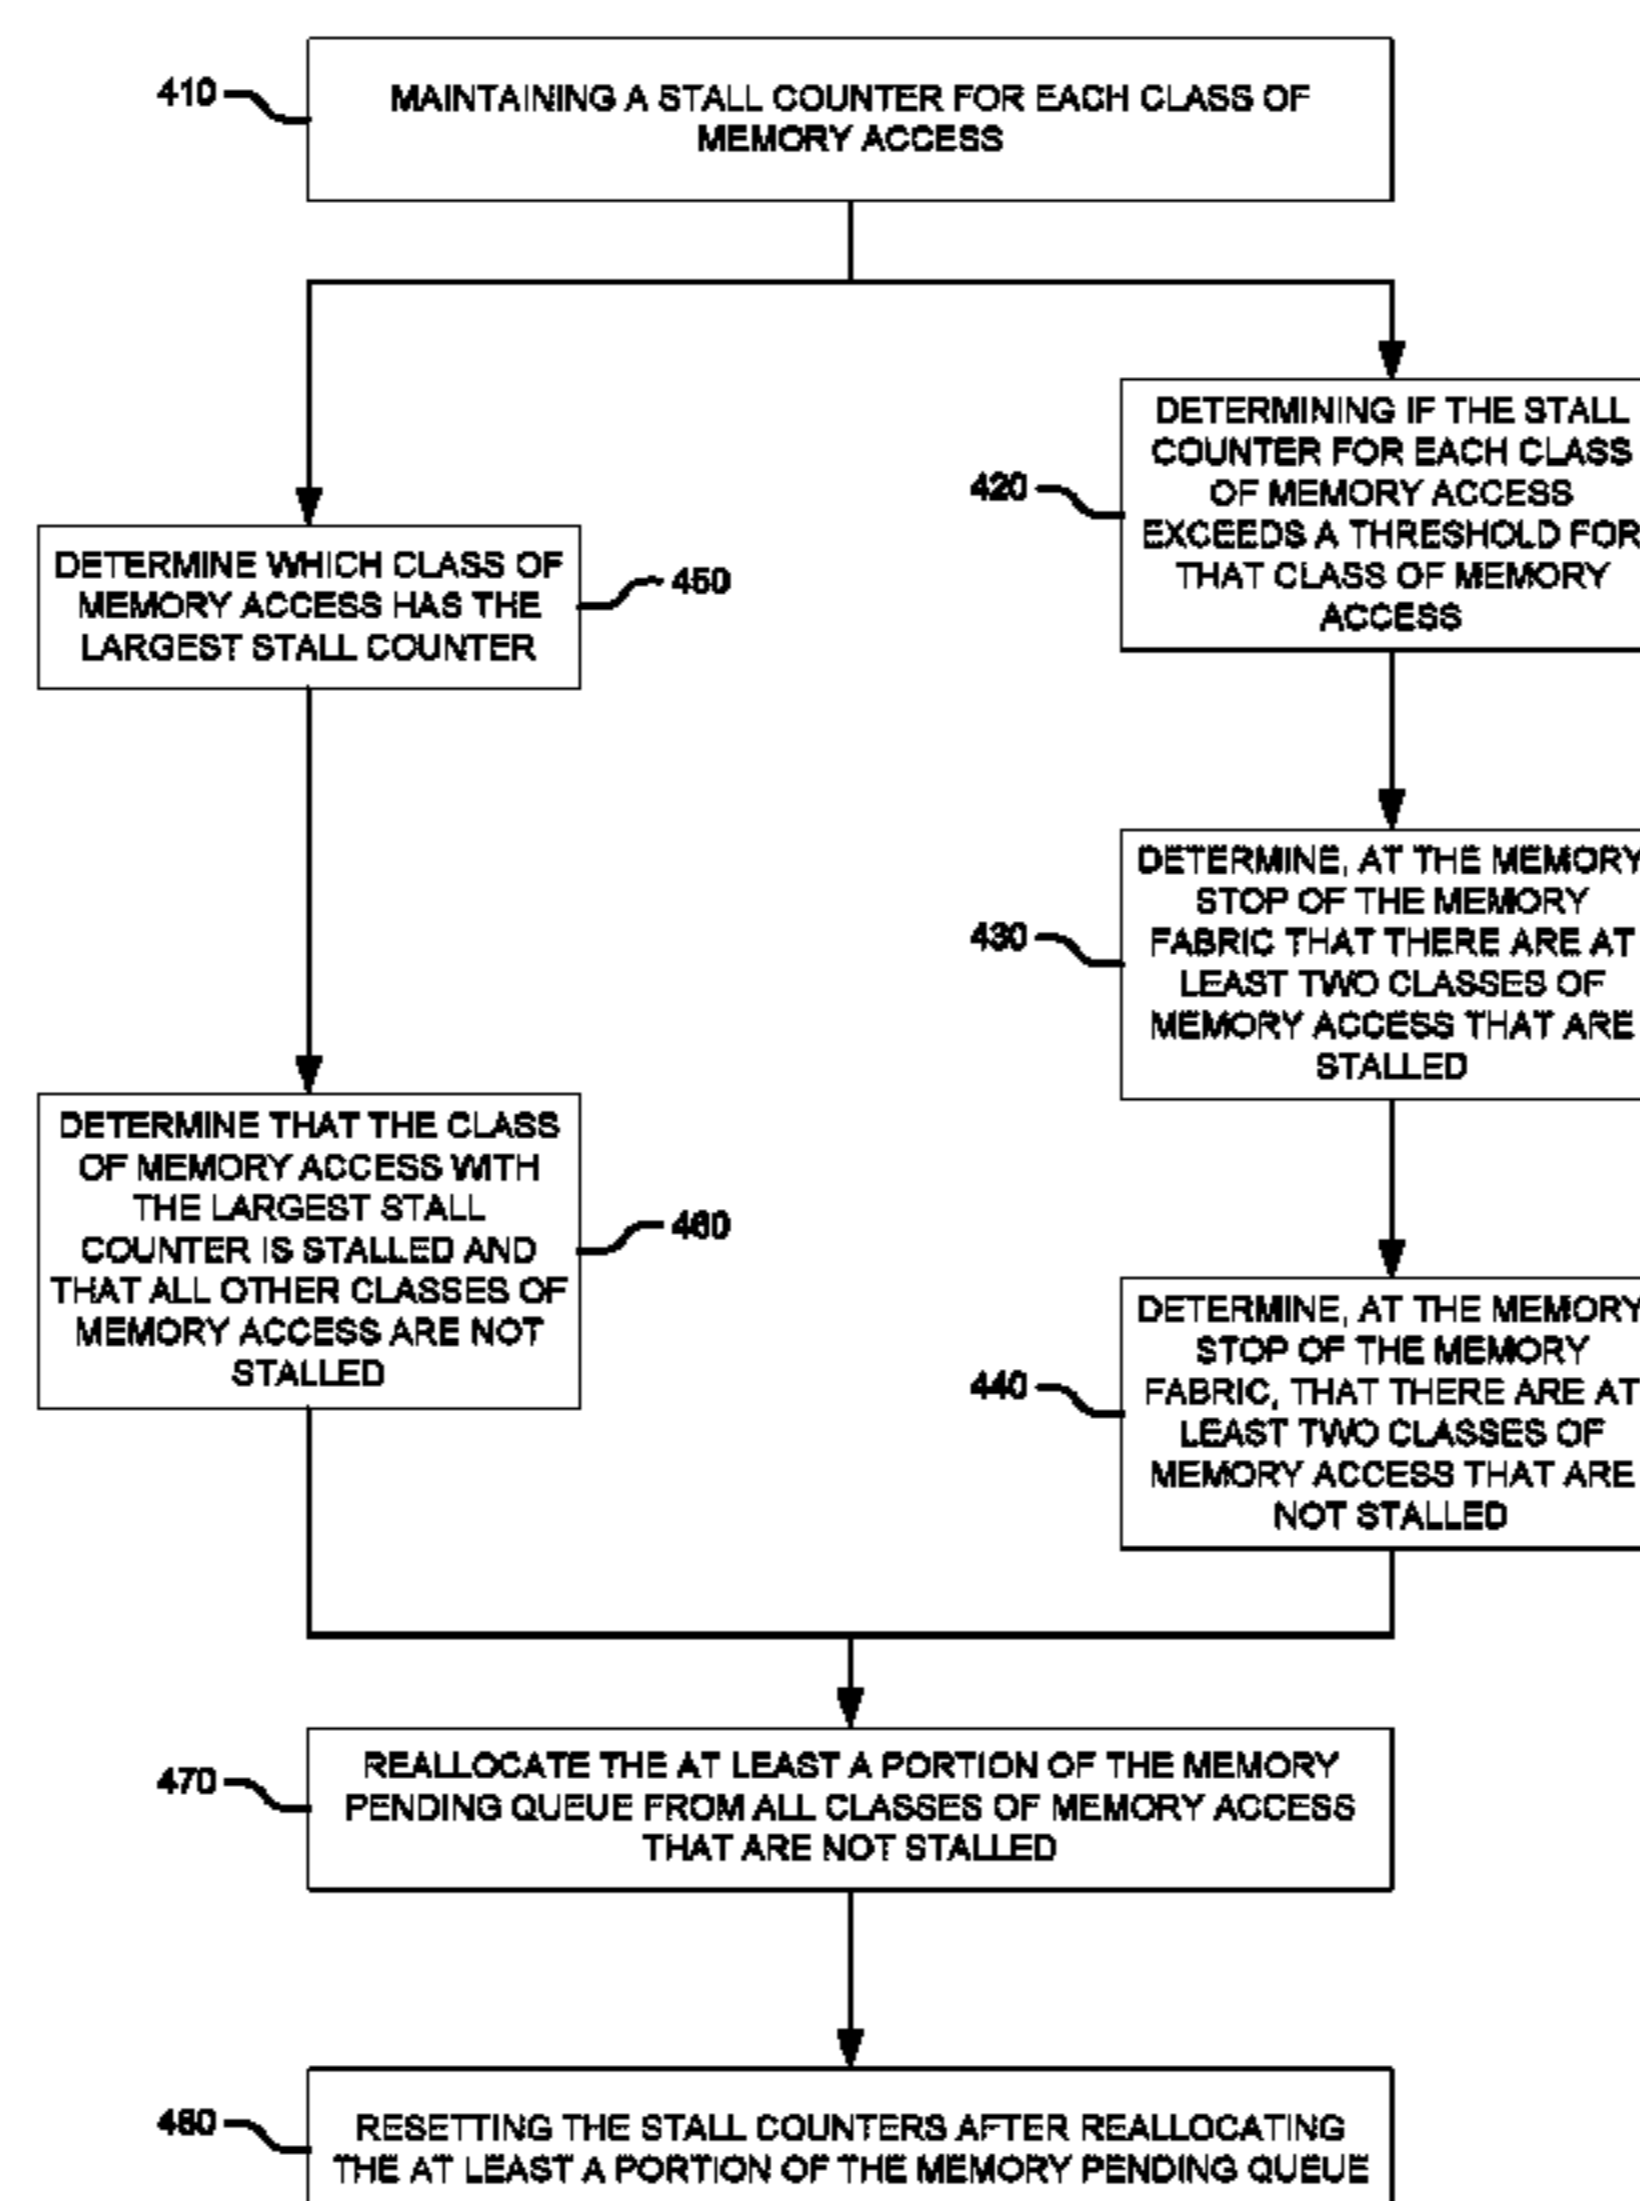 410
MAINTAINING A STALL COUNTER FOR EACH CLASS OF
MEMORY ACCESS
DETERMINING IF THE STALL
COUNTER FOR EACH CLASS
OF MEMORY ACCESS
EXCEEDS A THRESHOLD FOR
THAT CLASS OF MEMORY
ACCESS
420
DETERMINE WHICH CLASS OF
MEMORY ACCESS HAS THE
LARGEST STALL COUNTER
450
DETERMINE, AT THE MEMORY
STOP OF THE MEMORY
FABRIC THAT THERE ARE AT
LEAST TWO CLASSES OF
MEMORY ACCESS THAT ARE
STALLED
430
DETERMINE THAT THE CLASS
OF MEMORY ACCESS WITH
THE LARGEST STALL
COUNTER IS STALLED AND
THAT ALL OTHER CLASSES OF
MEMORY ACCESS ARE NOT
STALLED
460
DETERMINE, AT THE MEMORY
STOP OF THE MEMORY
FABRIC, THAT THERE ARE AT
LEAST TWO CLASSES OF
MEMORY ACCESS THAT ARE
NOT STALLED
440
470
REALLOCATE THE AT LEAST A PORTION OF THE MEMORY
PENDING QUEUE FROM ALL CLASSES OF MEMORY ACCESS
THAT ARE NOT STALLED
480
RESETTING THE STALL COUNTERS AFTER REALLOCATING
THE AT LEAST A PORTION OF THE MEMORY PENDING QUEUE